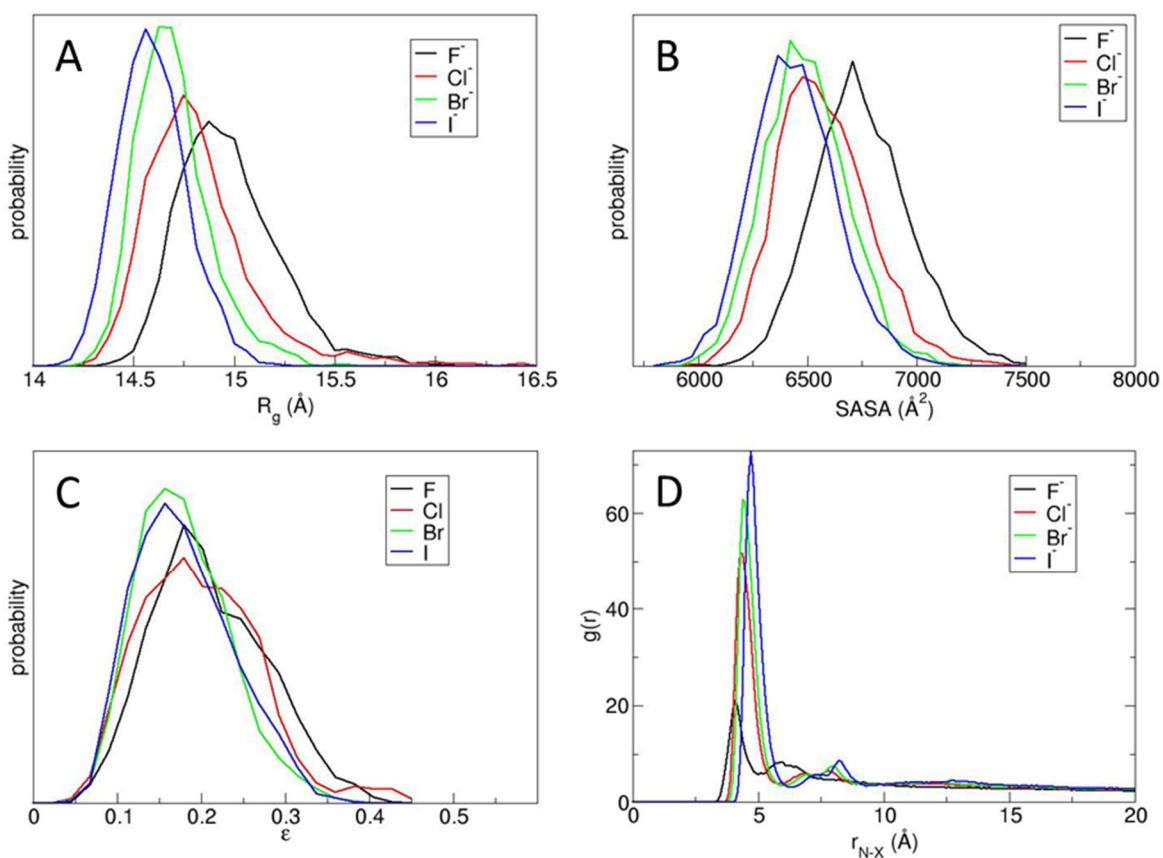 A
F-
Cl-
Br-
I-
probability
14 14.5 15 15.5 16 16.5
Rg (Å)
B
F-
Cl-
Br-
I-
probability
6000 6500 7000 7500 8000
SASA (Å2)
C
F
Cl
Br
I
probability
0 0.1 0.2 0.3 0.4 0.5
ε
D
F-
Cl-
Br-
I-
g(r)
60
40
20
0
0 5 10 15 20
rN-X (Å)